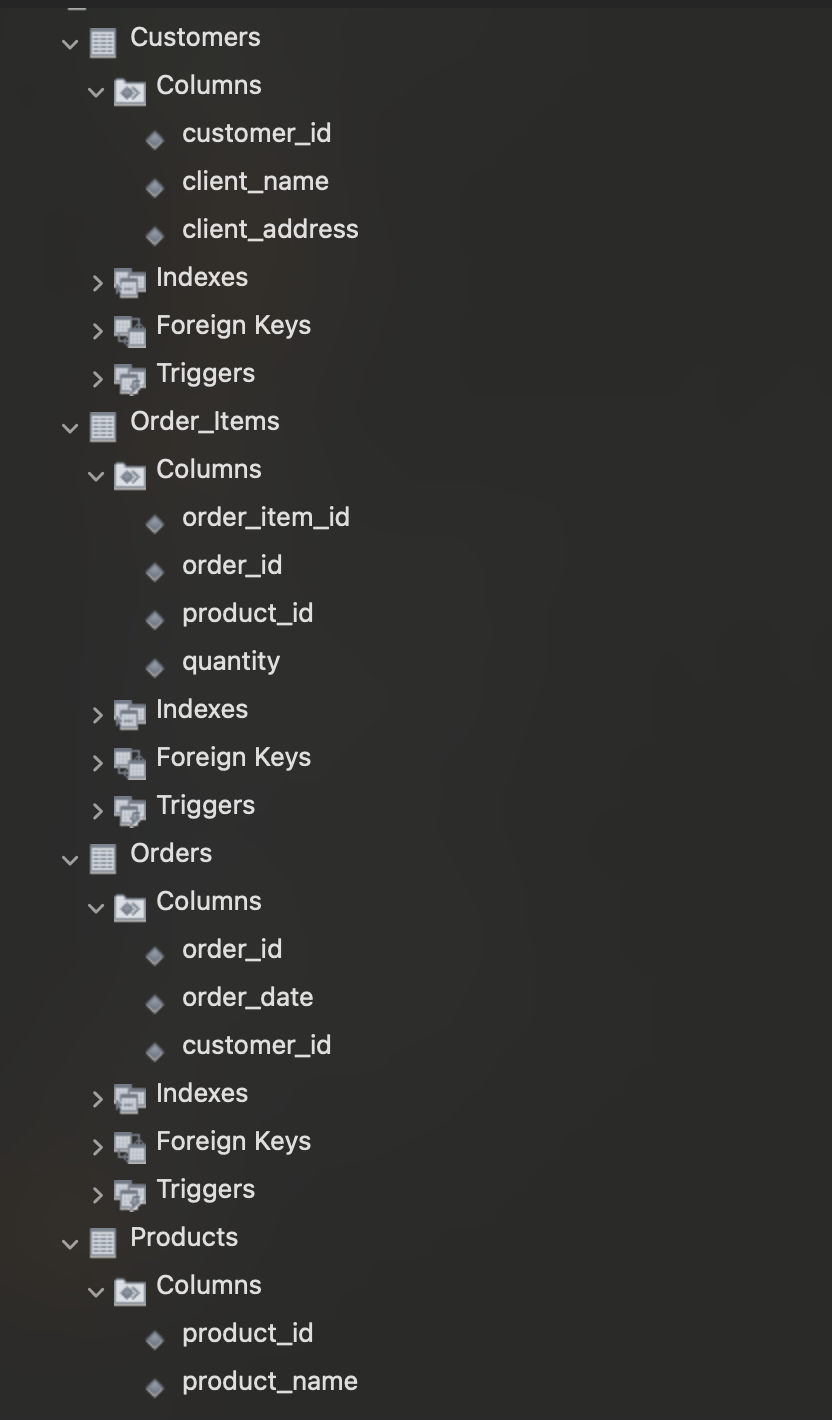 Customers
Columns
customer_id
client_name
client_address
Indexes
Foreign Keys
Triggers
Order_Items
Columns
order_item_id
order_id
product_id
quantity
Indexes
Foreign Keys
Triggers
Orders
Columns
order_id
order_date
customer_id
Indexes
Foreign Keys
Triggers
Products
Columns
product_id
product_name